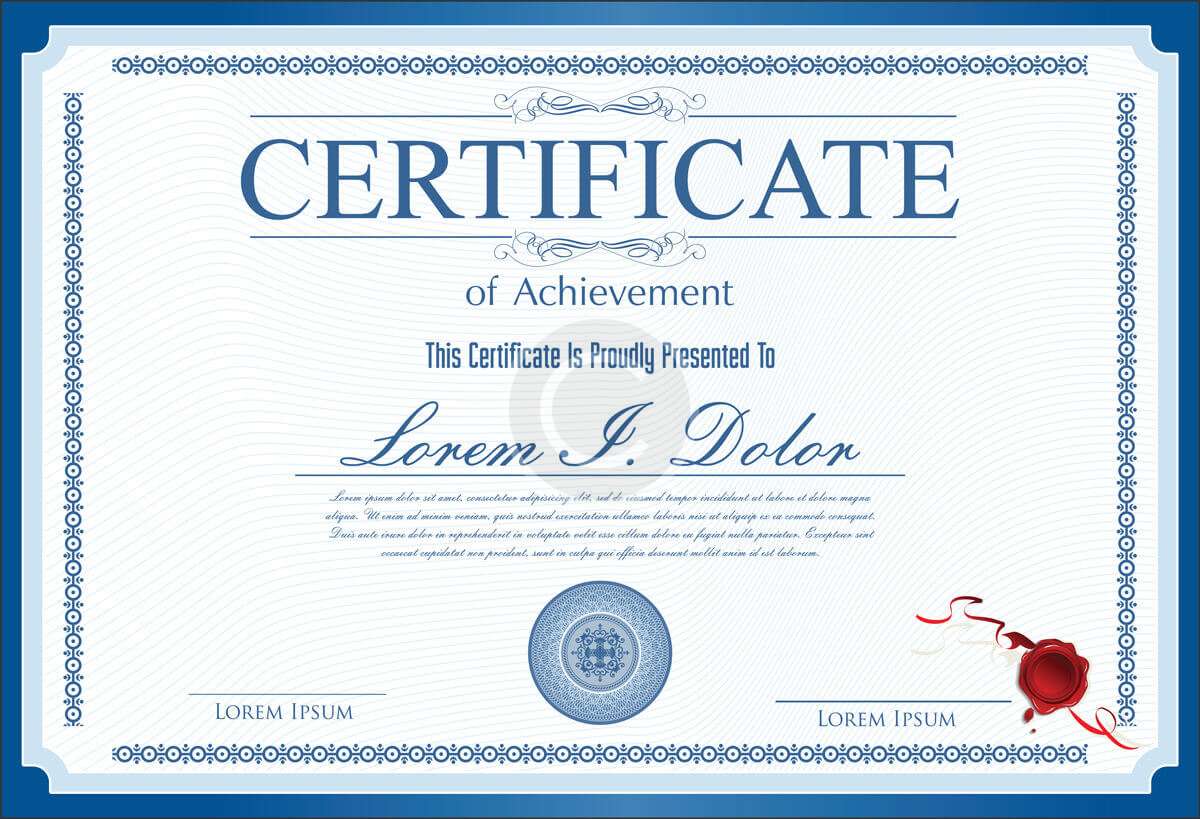 CERTIFICATE
of Achievement
This Certificate Is Proudly Presented To
Lorem I. Dolor
Lorem ipsum dolor sit amet, consectetur adipisicing elit, sed do eiusmod tempor incididunt ut labore et dolore magna
aliqua. Ut enim ad minim veniam, quis nostrud exercitation ullamco laboris nisi ut aliquip ex ea commodo consequat.
Duis aute irure dolor in reprehenderit in voluptate velit esse cillum dolore eu fugiat nulla pariatur. Excepteur sint
occaecat cupidatat non proident, sunt in culpa qui officia deserunt mollit anim id est laborum.
LOREM IPSUM
LOREM IPSUM